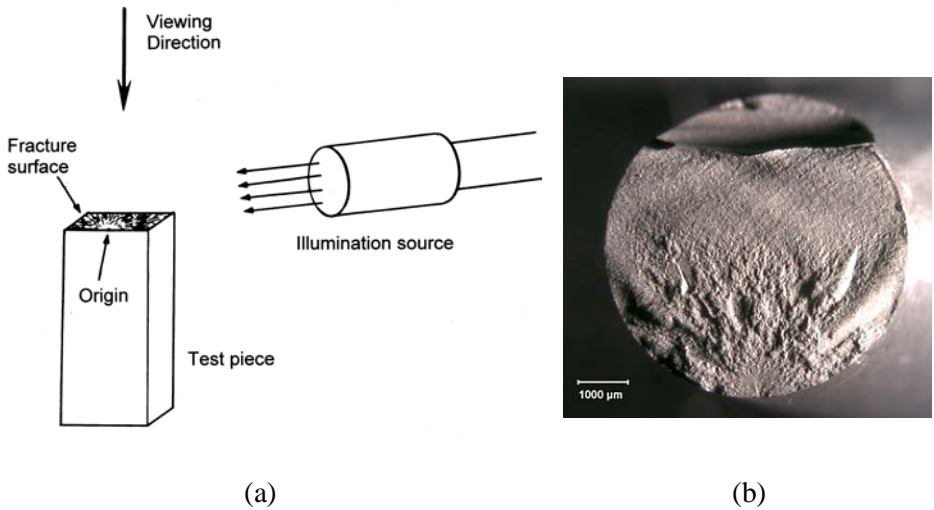 Viewing
Direction
Fracture
surface
Illumination source
Origin
Test piece
1000 µm
(a)
(b)